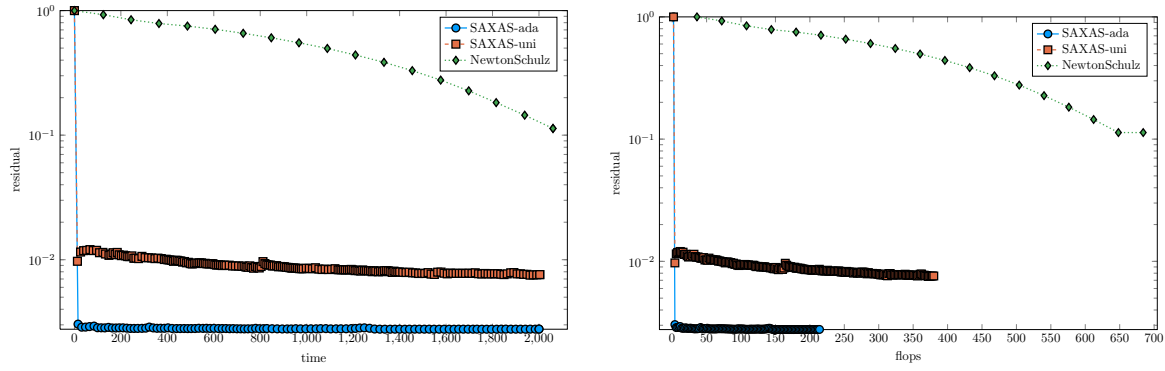 10^0
10^{-1}
10^{-2}
residual
0 200 400 600 800 1,000 1,200 1,400 1,600 1,800 2,000
time
SAXAS-ada
SAXAS-uni
NewtonSchulz
10^0
10^{-1}
10^{-2}
residual
0 50 100 150 200 250 300 350 400 450 500 550 600 650 700
flops
SAXAS-ada
SAXAS-uni
NewtonSchulz